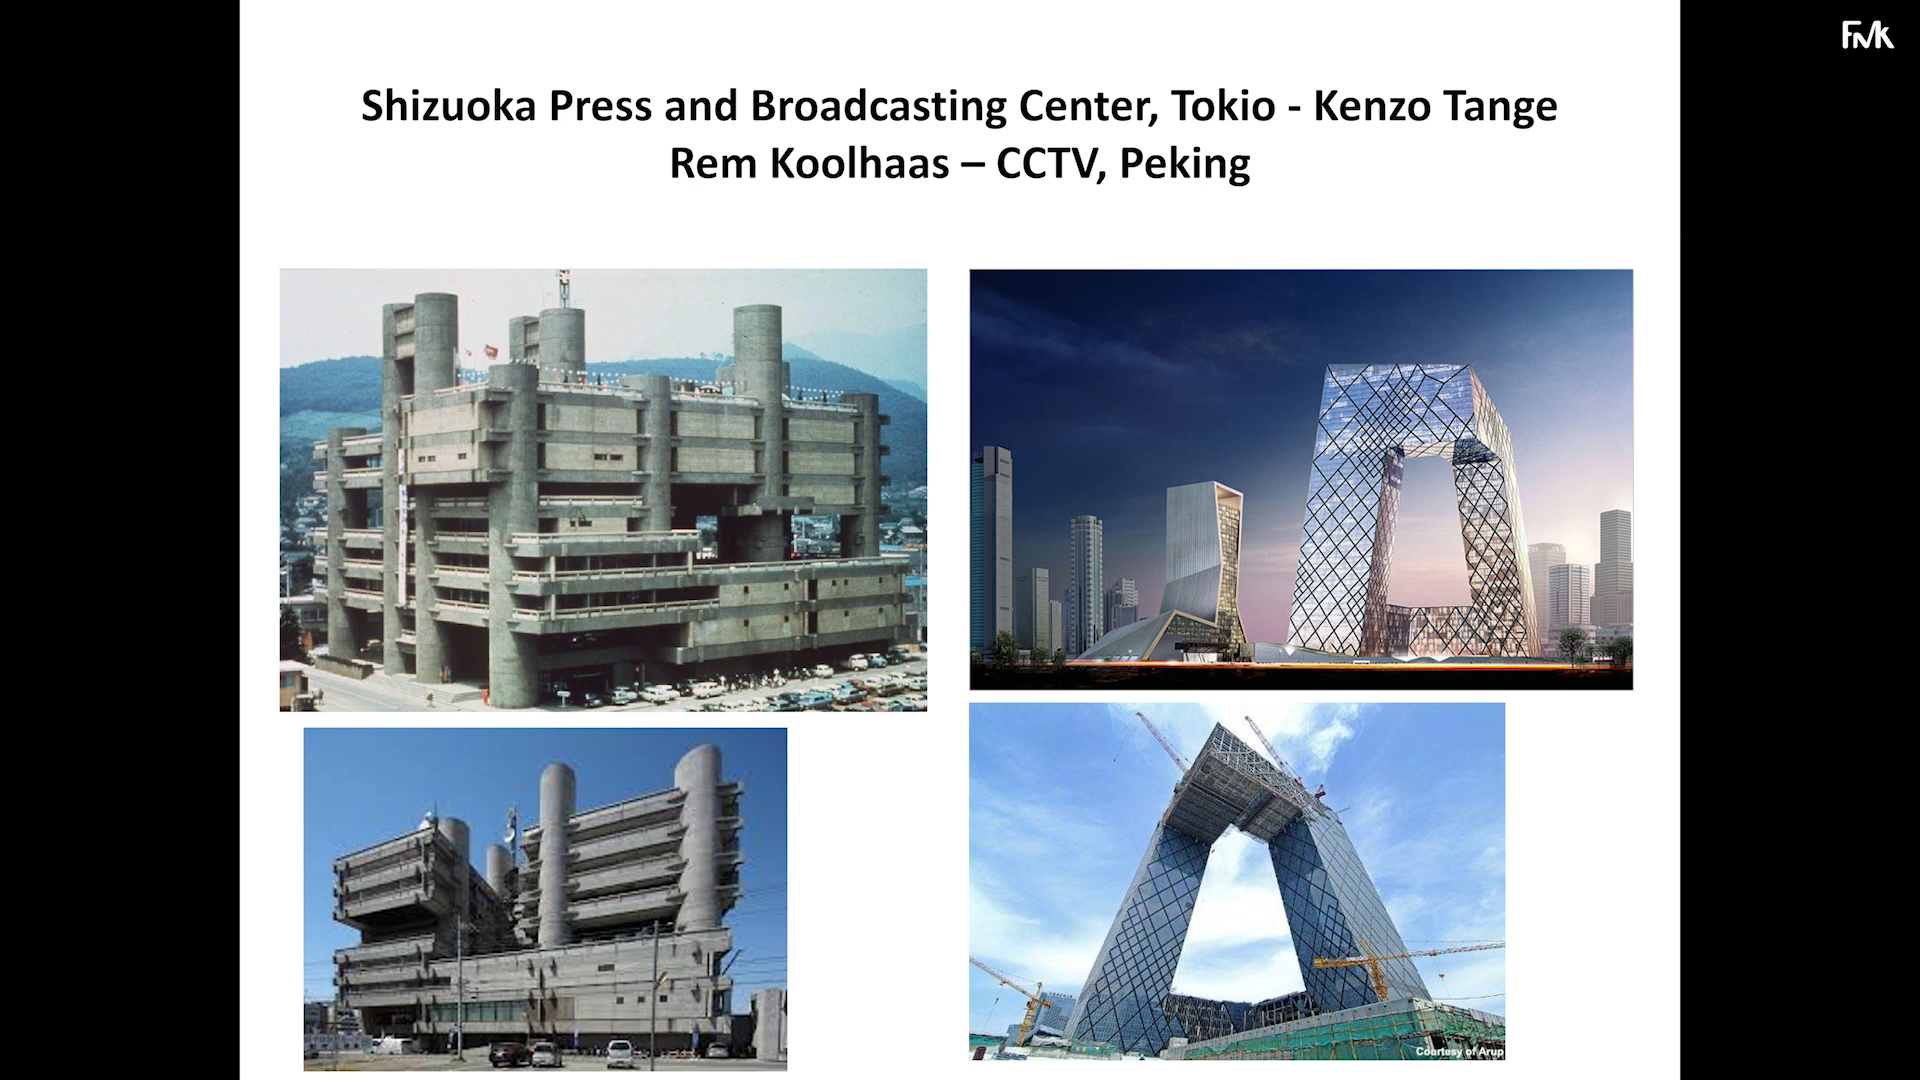 FMK
Shizuoka Press and Broadcasting Center, Tokio - Kenzo Tange
Rem Koolhaas – CCTV, Peking
Courtesy of Arup